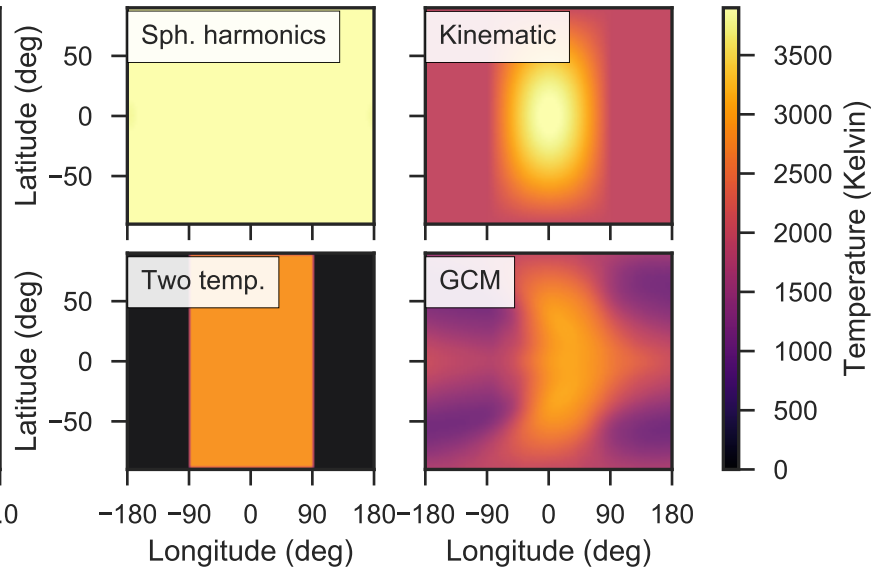 Sph. harmonics
Kinematic
Latitude (deg)
50
0
−50
Two temp.
GCM
Latitude (deg)
50
0
−50
−180 −90 0 90 180
−180 −90 0 90 180
Longitude (deg)
Longitude (deg)
3500
3000
2500
2000
1500
1000
500
0
Temperature (Kelvin)